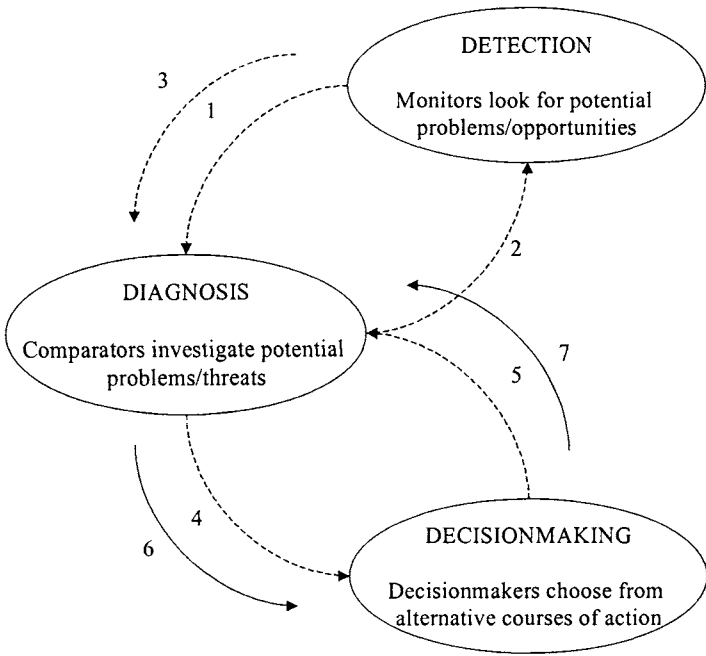 DETECTION
Monitors look for potential
problems/opportunities
3
1
2
DIAGNOSIS
Comparators investigate potential
problems/threats
7
5
4
6
DECISIONMAKING
Decisionmakers choose from
alternative courses of action